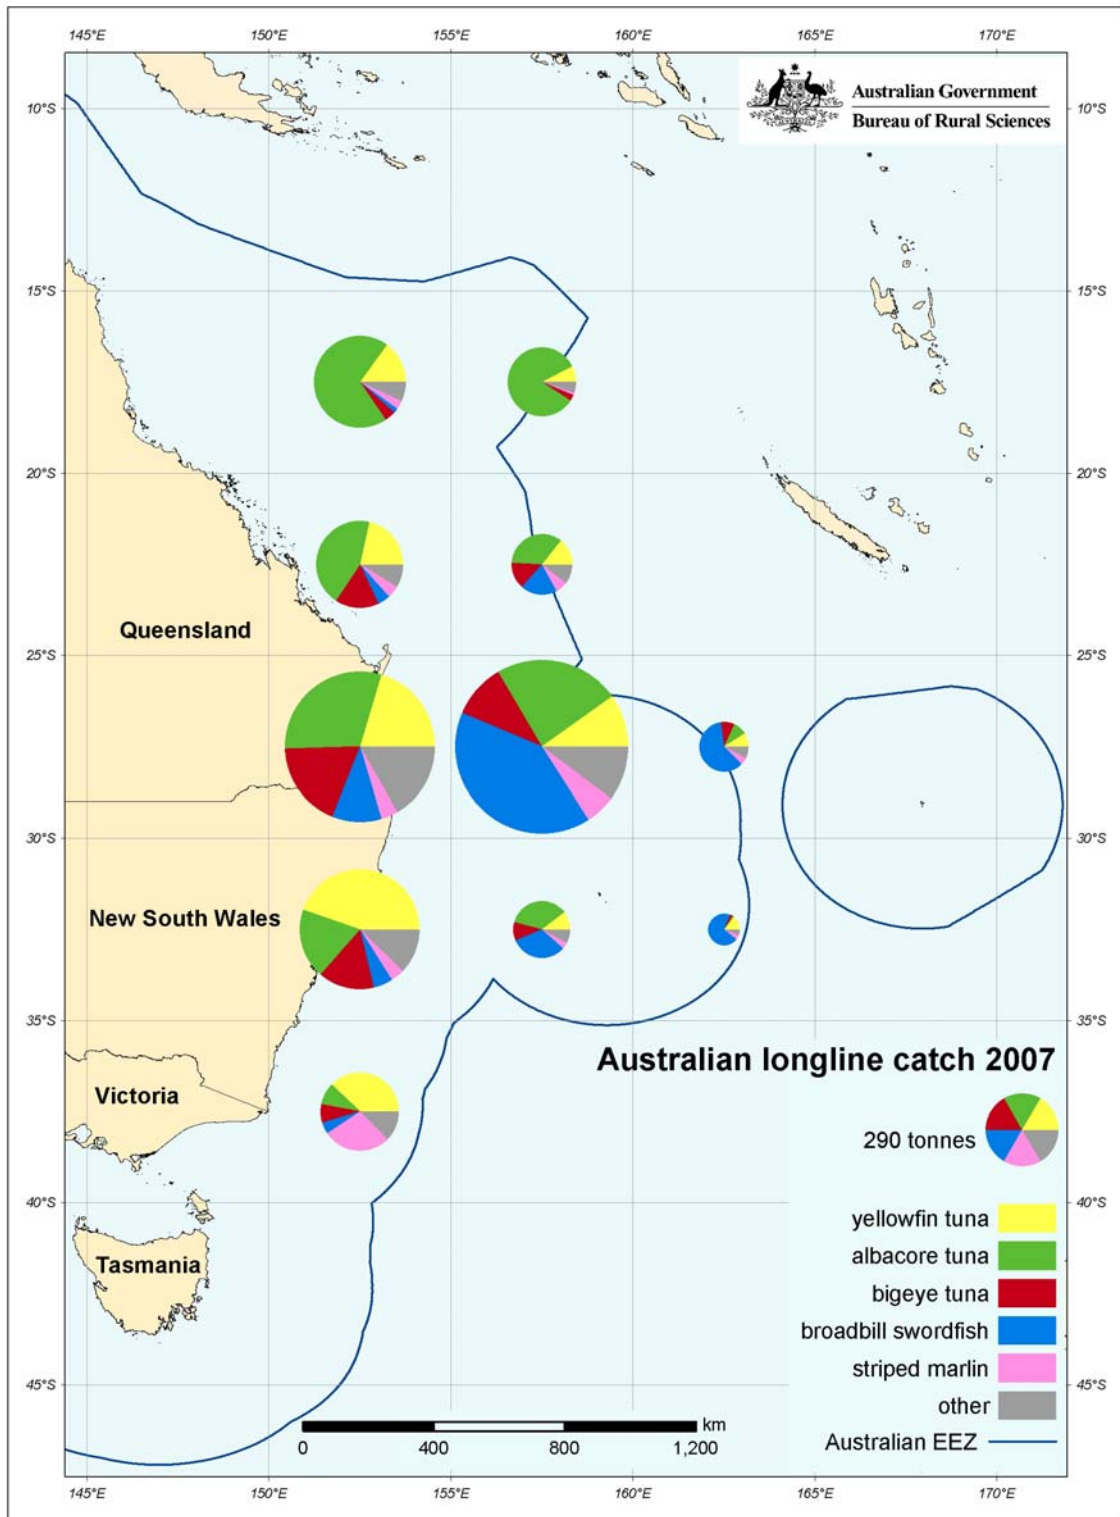 145°E 150°E 155°E 160°E 165°E 170°E
Australian Government
Bureau of Rural Sciences
10°S 10°S
15°S 15°S
20°S 20°S
Queensland
25°S 25°S
30°S 30°S
New South Wales
35°S 35°S
Australian longline catch 2007
Victoria
290 tonnes
40°S 40°S
yellowfin tuna
albacore tuna
Tasmania
bigeye tuna
broadbill swordfish
striped marlin
45°S 45°S
other
km
Australian EEZ
0 400 800 1,200
145°E 150°E 155°E 160°E 165°E 170°E